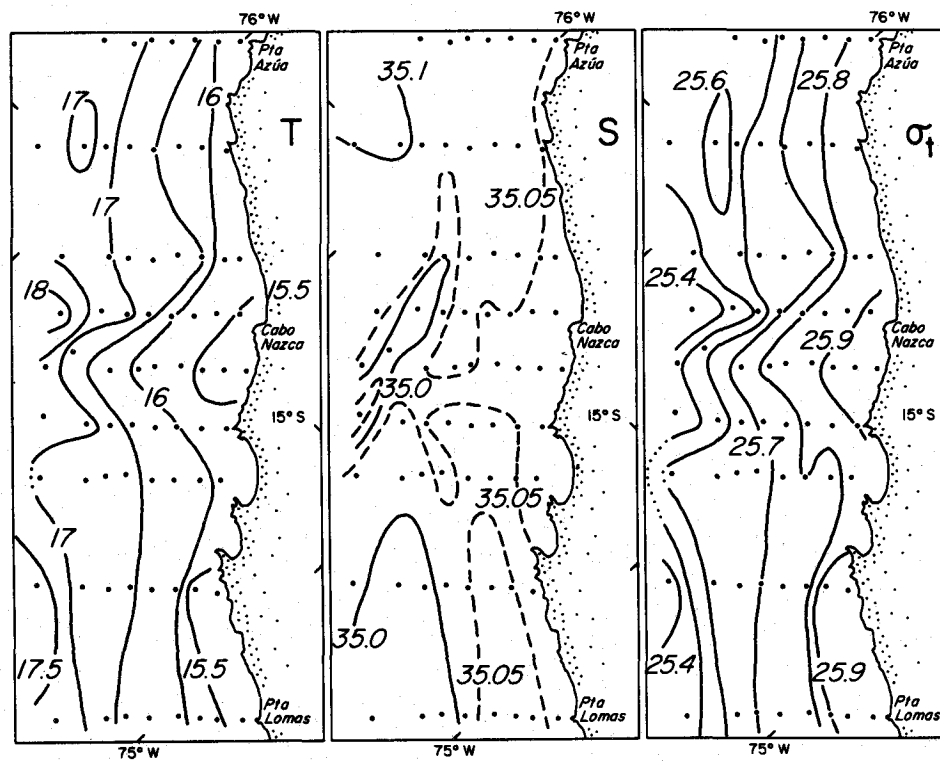 76° W
Pta
Azúa
17
16
T
17
18
15.5
Cabo
Nazca
16
15° S
17
17.5
15.5
Pta
Lomas
75° W
76° W
Pta
Azúa
35.1
S
35.05
Cabo
Nazca
35.0
15° S
35.05
35.0
35.05
Pta
Lomas
75° W
76° W
Pta
Azúa
25.6
25.8
σt
25.4
Cabo
Nazca
25.9
15° S
25.7
25.4
25.9
Pta
Lomas
75° W